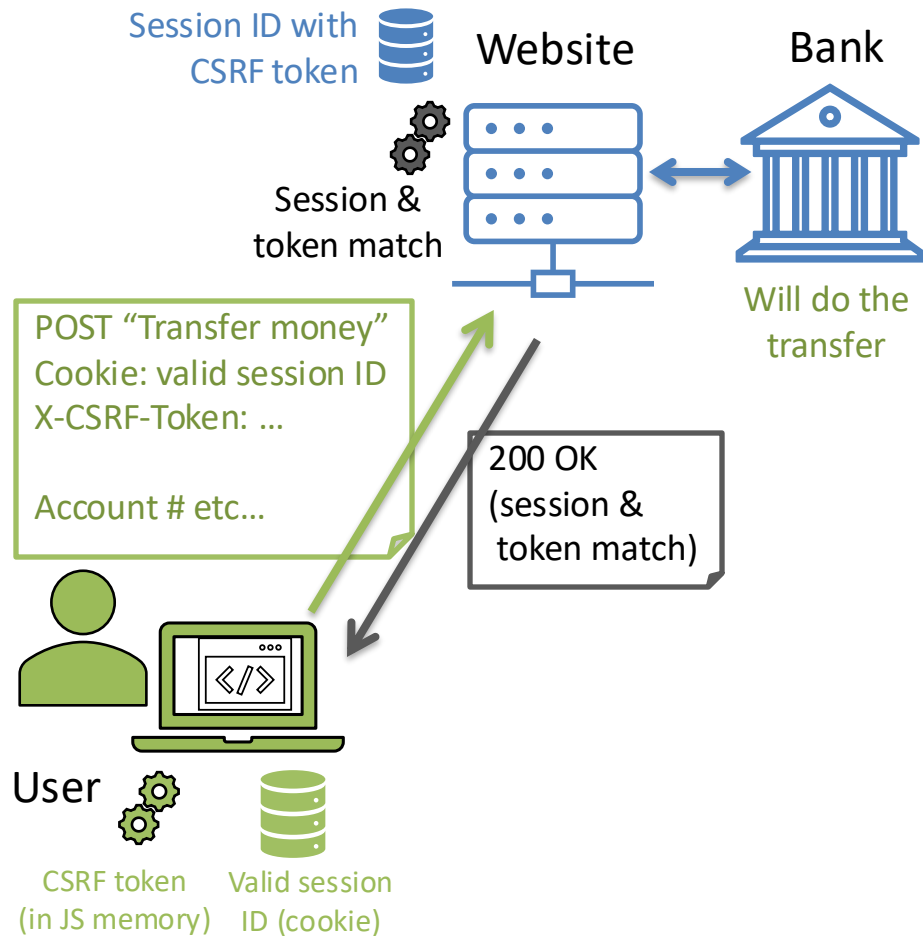 Session ID with
CSRF token
Website
Bank
Session &
token match
Will do the
transfer
POST “Transfer money”
Cookie: valid session ID
X-CSRF-Token: …
Account # etc…
200 OK
(session &
token match)
</>
User
CSRF token
(in JS memory)
Valid session
ID (cookie)